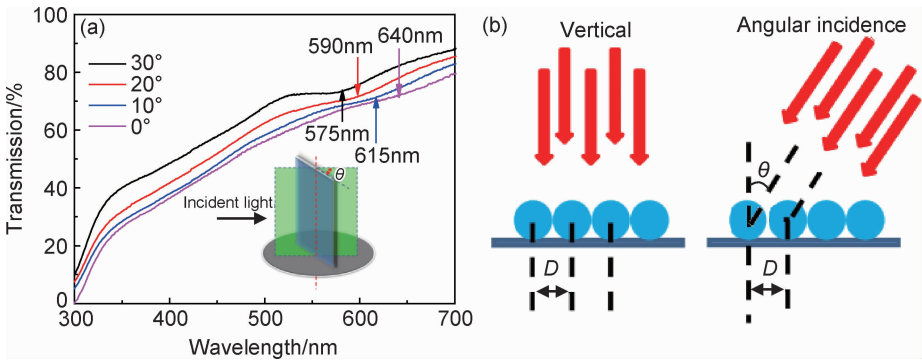 (a)
100
80
60
40
20
0
Transmission/%
30°
20°
10°
0°
590nm
640nm
575nm
615nm
θ
Incident light
300
400
500
600
700
Wavelength/nm
(b)
Vertical
Angular incidence
θ
D
D